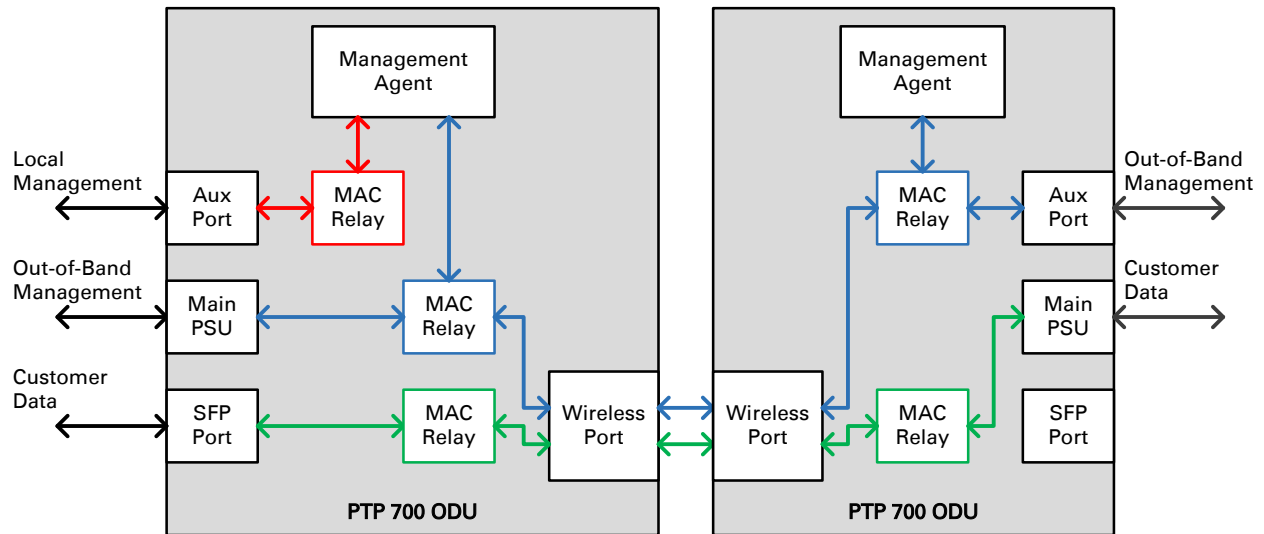 Management
Agent
Local
Management
Aux
Port
MAC
Relay
Out-of-Band
Management
Main
PSU
MAC
Relay
Customer
Data
SFP
Port
MAC
Relay
Wireless
Port
PTP 700 ODU
Management
Agent
MAC
Relay
Aux
Port
Out-of-Band
Management
Main
PSU
Customer
Data
Wireless
Port
MAC
Relay
SFP
Port
PTP 700 ODU